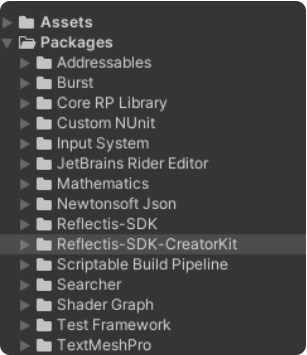 Assets
Packages
Addressables
Burst
Core RP Library
Custom NUnit
Input System
JetBrains Rider Editor
Mathematics
Newtonsoft Json
Reflectis-SDK
Reflectis-SDK-CreatorKit
Scriptable Build Pipeline
Searcher
Shader Graph
Test Framework
TextMeshPro